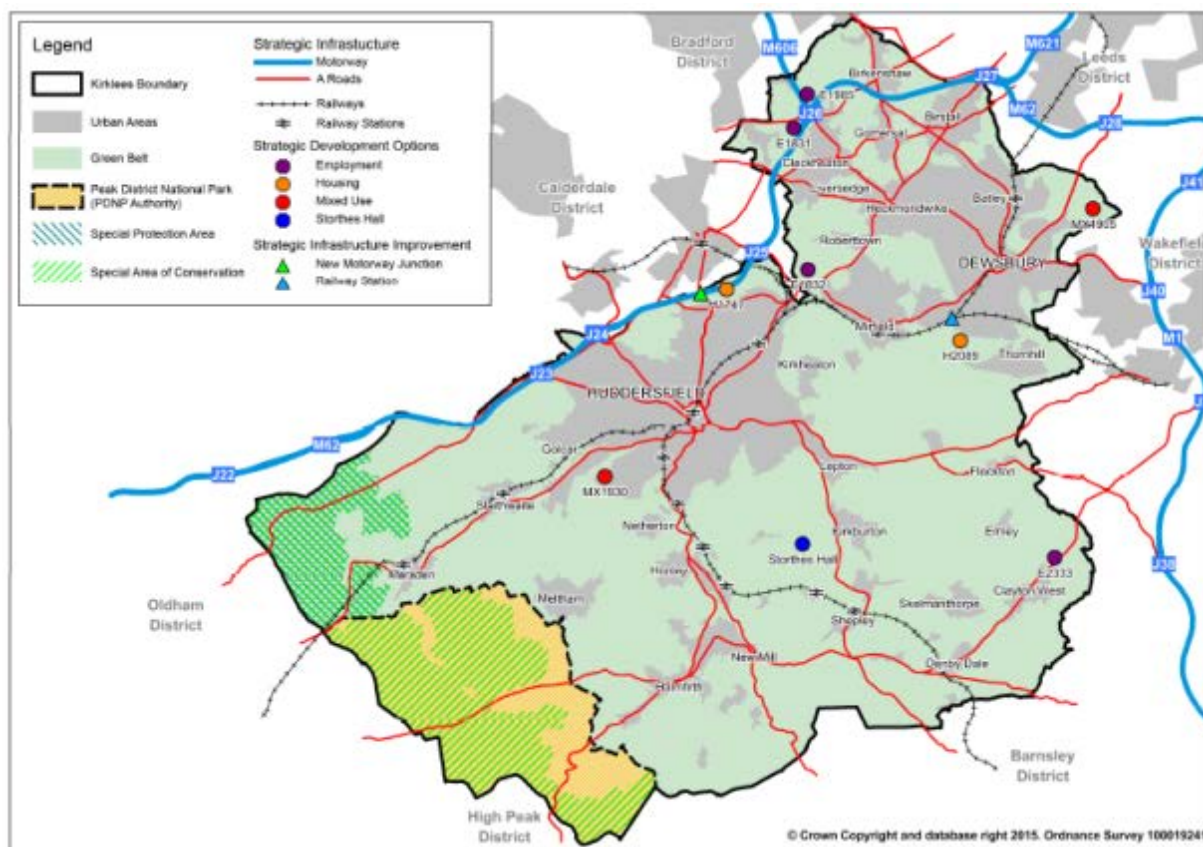 Legend
Kirklees Boundary
Urban Areas
Green Belt
Peak District National Park
(PDNP Authority)
Special Protection Area
Special Area of Conservation
Strategic Infrastucture
Motorway
A Roads
Railways
Railway Stations
Strategic Development Options
Employment
Housing
Mixed Use
Storthes Hall
Strategic Infrastructure Improvement
New Motorway Junction
Railway Station
Bradford
District
M606
M621
Leeds
District
Birkenshaw
J27
E1985
M62
J26
Birstall
J28
E1831
Gomersal
Cleckheaton
Calderdale
District
Liversedge
Heckmondwike
Batley
J41
MX1905
Roberttown
Wakefield
District
J25
DEWSBURY
E1832
J40
H1747
Mirfield
J24
H2089
Thornhill
M1
Kirkheaton
J23
HUDDERSFIELD
M62
Golcar
J22
Lepton
Flockton
MX1930
Slaithwaite
Netherton
Kirkburton
Emley
Storthes Hall
E2333
J38
Marsden
Honley
Clayton West
Oldham
District
Meltham
Skelmanthorpe
Shepley
New Mill
Denby Dale
Holmfirth
Barnsley
District
High Peak
District
© Crown Copyright and database right 2015. Ordnance Survey 100019241